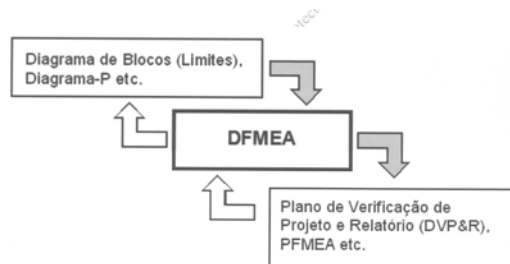 Diagrama de Blocos (Limites),
Diagrama-P etc.
DFMEA
Plano de Verificação de
Projeto e Relatório (DVP&R),
PFMEA etc.